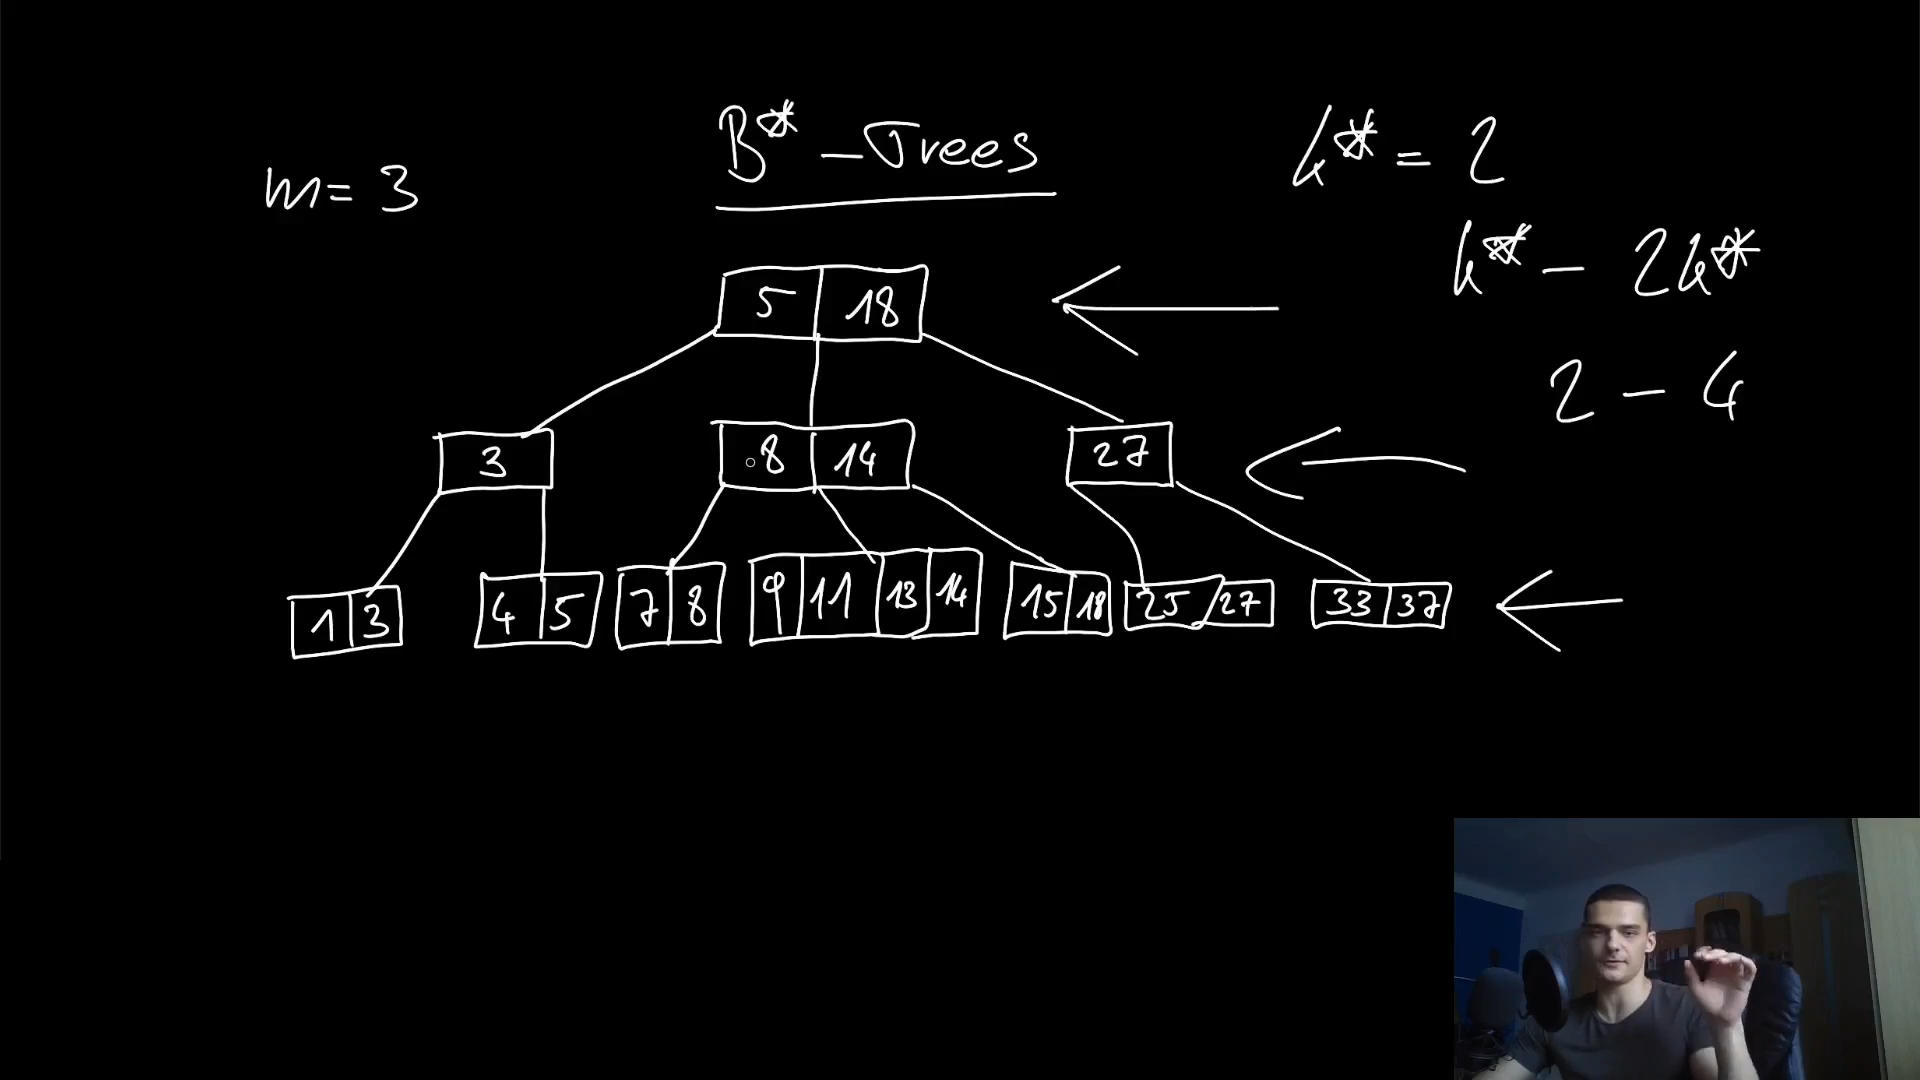 B* - Trees
k* = 2
m = 3
k* - 2k*
5 18
2 - 4
3 8 14 27
1 3 4 5 7 8 9 11 13 14 15 18 25 27 33 37